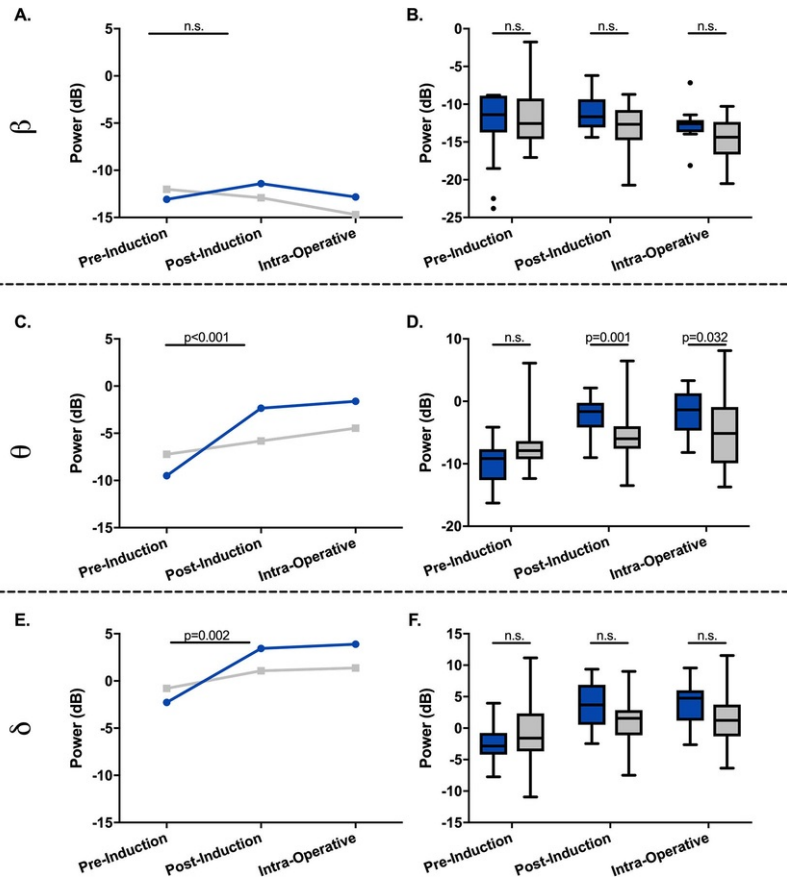 A.
n.s.
β
Power (dB)
5
0
-5
-10
-15
Pre-Induction
Post-Induction
Intra-Operative
B.
n.s.
n.s.
n.s.
Power (dB)
0
-5
-10
-15
-20
-25
Pre-Induction
Post-Induction
Intra-Operative
C.
p<0.001
θ
Power (dB)
5
0
-5
-10
-15
Pre-Induction
Post-Induction
Intra-Operative
D.
n.s.
p=0.001
p=0.032
Power (dB)
10
0
-10
-20
Pre-Induction
Post-Induction
Intra-Operative
E.
p=0.002
δ
Power (dB)
5
0
-5
-10
-15
Pre-Induction
Post-Induction
Intra-Operative
F.
n.s.
n.s.
n.s.
Power (dB)
15
10
5
0
-5
-10
-15
Pre-Induction
Post-Induction
Intra-Operative